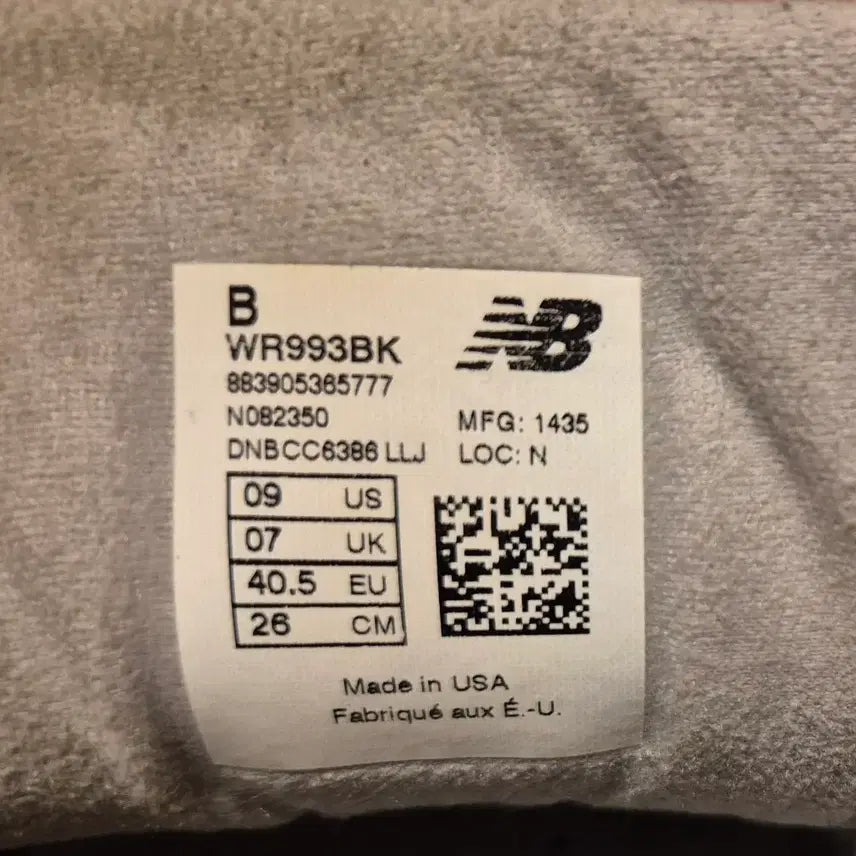 B
NB
WR993BK
883905365777
N082350
MFG: 1435
DNBCC6386 LLJ
LOC: N
09 US
07 UK
40.5 EU
26 CM
Made in USA
Fabriqué aux É.-U.